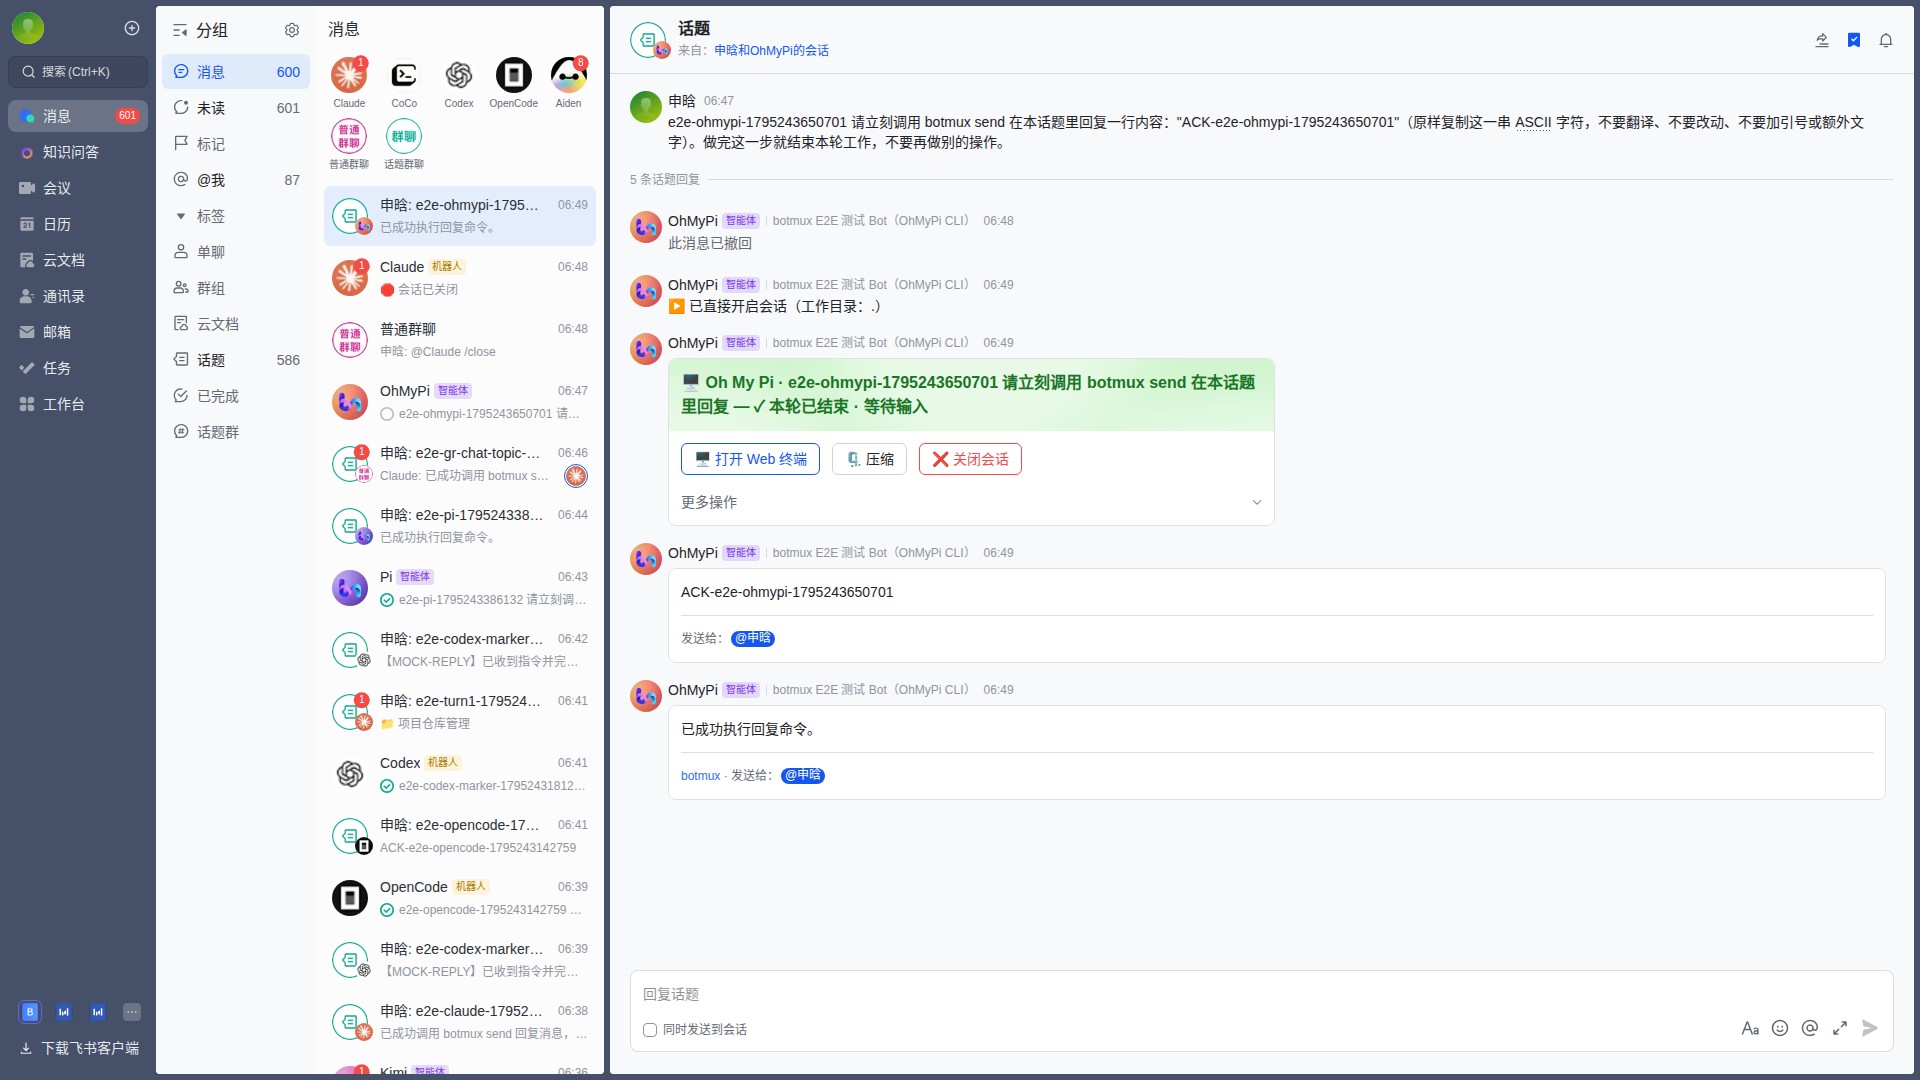 搜索 (Ctrl+K)
消息 601
知识问答
会议
日历
云文档
通讯录
邮箱
任务
工作台
下载飞书客户端
分组
消息 600
未读 601
标记
@我 87
标签
单聊
群组
云文档
话题 586
已完成
话题群
消息
1
8
Claude CoCo Codex OpenCode Aiden
普通群聊 群聊
普通群聊 话题群聊
申晗: e2e-ohmypi-1795... 06:49
已成功执行回复命令。
1
Claude 机器人 06:48
会话已关闭
普通群聊
普通群聊 06:48
申晗: @Claude /close
OhMyPi 智能体 06:47
e2e-ohmypi-1795243650701 请...
1
申晗: e2e-gr-chat-topic-... 06:46
Claude: 已成功调用 botmux s...
申晗: e2e-pi-179524338... 06:44
已成功执行回复命令。
Pi 智能体 06:43
e2e-pi-1795243386132 请立刻调...
申晗: e2e-codex-marker... 06:42
【MOCK-REPLY】已收到指令并完...
1
申晗: e2e-turn1-179524... 06:41
项目仓库管理
Codex 机器人 06:41
e2e-codex-marker-17952431812...
申晗: e2e-opencode-17... 06:41
ACK-e2e-opencode-1795243142759
OpenCode 机器人 06:39
e2e-opencode-1795243142759 ...
申晗: e2e-codex-marker... 06:39
【MOCK-REPLY】已收到指令并完...
申晗: e2e-claude-17952... 06:38
已成功调用 botmux send 回复消息，...
1
Kimi 智能体 06:36
话题
来自：申晗和OhMyPi的会话
申晗 06:47
e2e-ohmypi-1795243650701 请立刻调用 botmux send 在本话题里回复一行内容："ACK-e2e-ohmypi-1795243650701"（原样复制这一串 ASCII 字符，不要翻译、不要改动、不要加引号或额外文
字）。做完这一步就结束本轮工作，不要再做别的操作。
5 条话题回复
OhMyPi 智能体 botmux E2E 测试 Bot（OhMyPi CLI） 06:48
此消息已撤回
OhMyPi 智能体 botmux E2E 测试 Bot（OhMyPi CLI） 06:49
▶️ 已直接开启会话（工作目录：.）
OhMyPi 智能体 botmux E2E 测试 Bot（OhMyPi CLI） 06:49
🖥️ Oh My Pi · e2e-ohmypi-1795243650701 请立刻调用 botmux send 在本话题
里回复 — ✓ 本轮已结束 · 等待输入
🖥️ 打开 Web 终端 🗜️ 压缩 ❌ 关闭会话
更多操作
OhMyPi 智能体 botmux E2E 测试 Bot（OhMyPi CLI） 06:49
ACK-e2e-ohmypi-1795243650701
发送给：@申晗
OhMyPi 智能体 botmux E2E 测试 Bot（OhMyPi CLI） 06:49
已成功执行回复命令。
botmux · 发送给：@申晗
回复话题
同时发送到会话